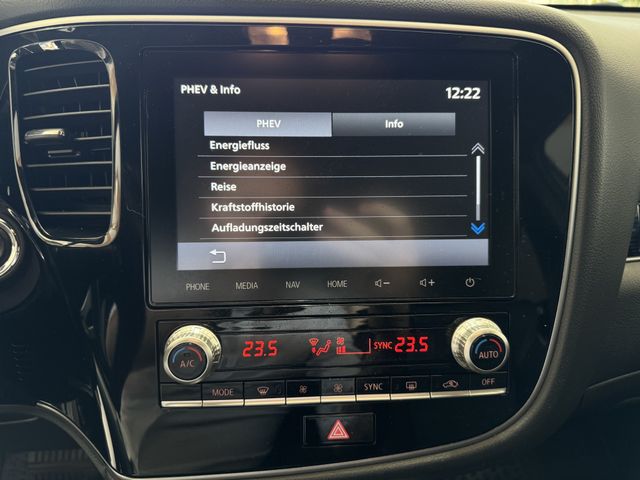 PHEV & Info 12:22
PHEV Info
Energiefluss
Energieanzeige
Reise
Kraftstoffhistorie
Aufladungszeitschalter
PHONE MEDIA NAV HOME
23.5 SYNC 23.5
A/C AUTO
MODE SYNC OFF